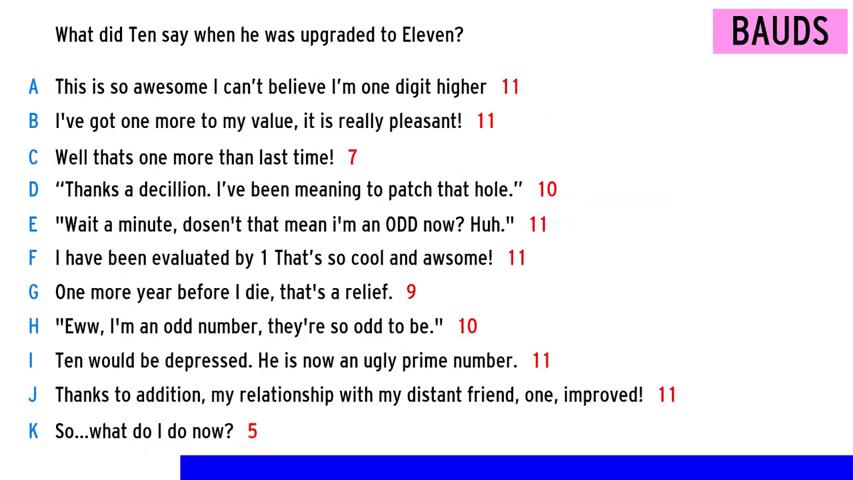 What did Ten say when he was upgraded to Eleven?
BAUDS
A This is so awesome I can't believe I'm one digit higher 11
B I've got one more to my value, it is really pleasant! 11
C Well thats one more than last time! 7
D “Thanks a decillion. I've been meaning to patch that hole.” 10
E "Wait a minute, dosen't that mean i'm an ODD now? Huh." 11
F I have been evaluated by 1 That's so cool and awsome! 11
G One more year before I die, that's a relief. 9
H "Eww, I'm an odd number, they're so odd to be." 10
I Ten would be depressed. He is now an ugly prime number. 11
J Thanks to addition, my relationship with my distant friend, one, improved! 11
K So...what do I do now? 5